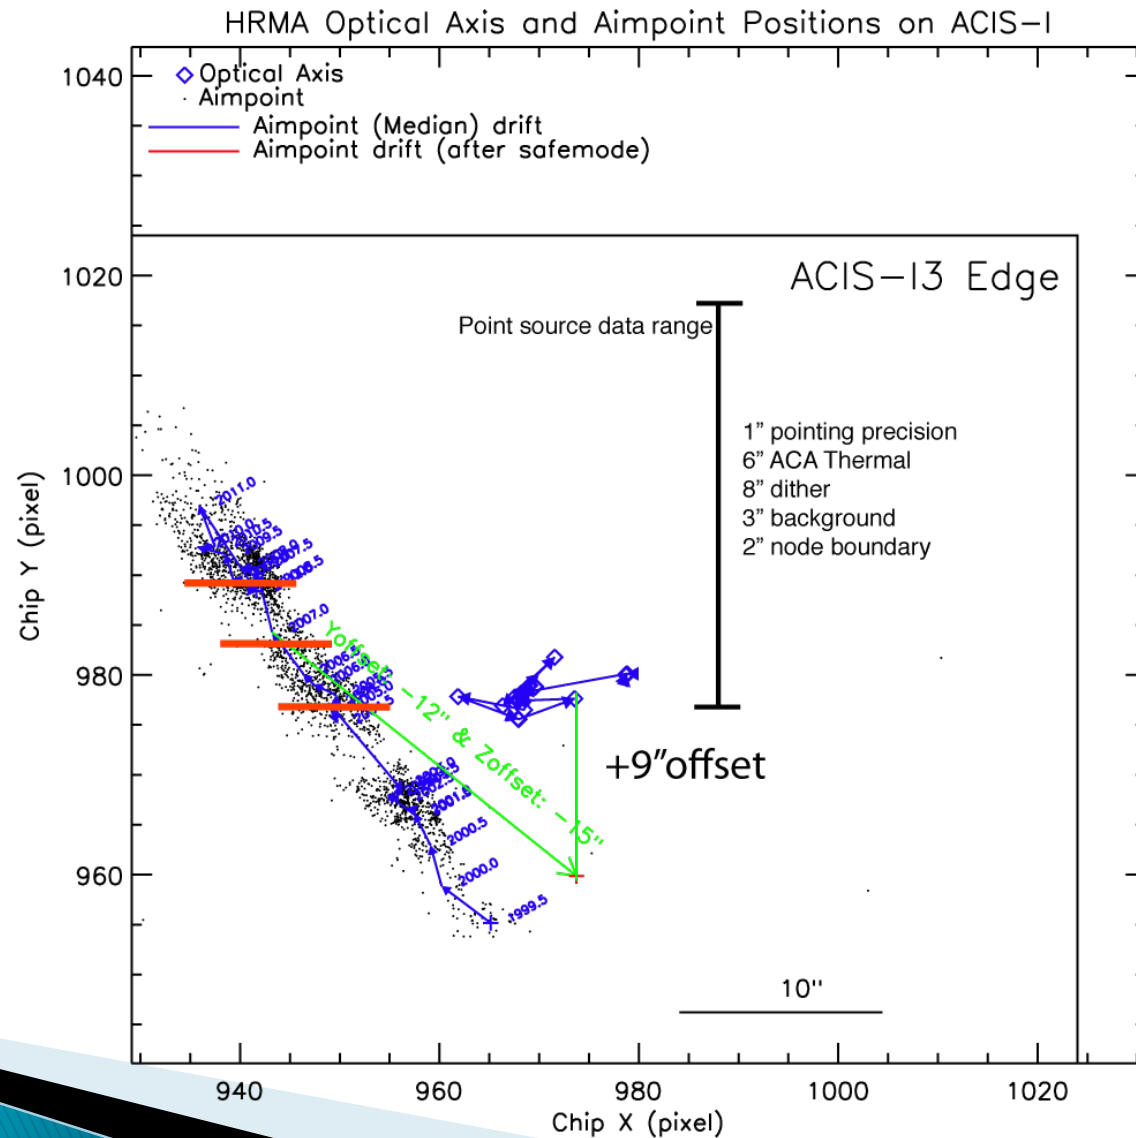 HRMA Optical Axis and Aimpoint Positions on ACIS-I
Optical Axis
Aimpoint
Aimpoint (Median) drift
Aimpoint drift (after safemode)
ACIS-I3 Edge
Point source data range
1” pointing precision
6” ACA Thermal
8” dither
3” background
2” node boundary
+9”offset
Yoffset: -12" & Zoffset: -15"
2011.0
2007.0
2000.5
2000.0
1999.5
10"
1040
1020
1000
980
960
Chip Y (pixel)
940
960
980
1000
1020
Chip X (pixel)